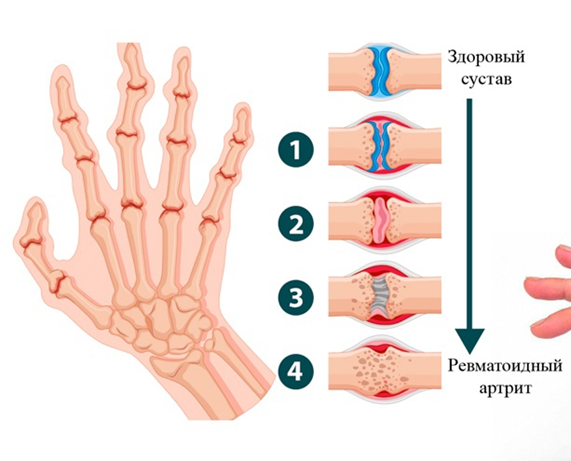 Здоровый
сустав
1
2
3
4
Ревматоидный
артрит